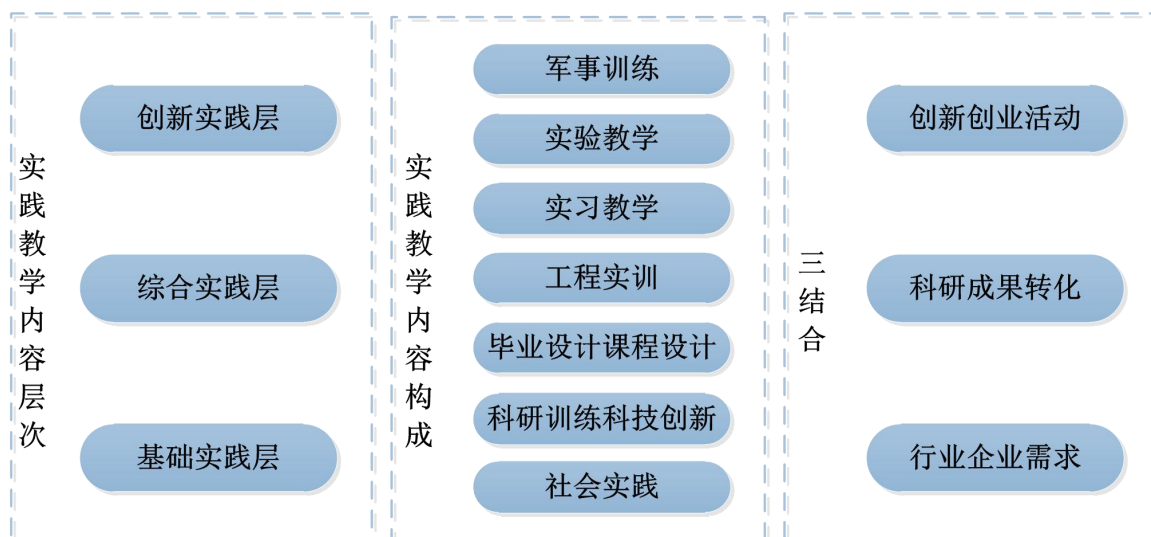 实践教学内容层次
创新实践层
综合实践层
基础实践层
实践教学内容构成
军事训练
实验教学
实习教学
工程实训
毕业设计课程设计
科研训练科技创新
社会实践
三结合
创新创业活动
科研成果转化
行业企业需求